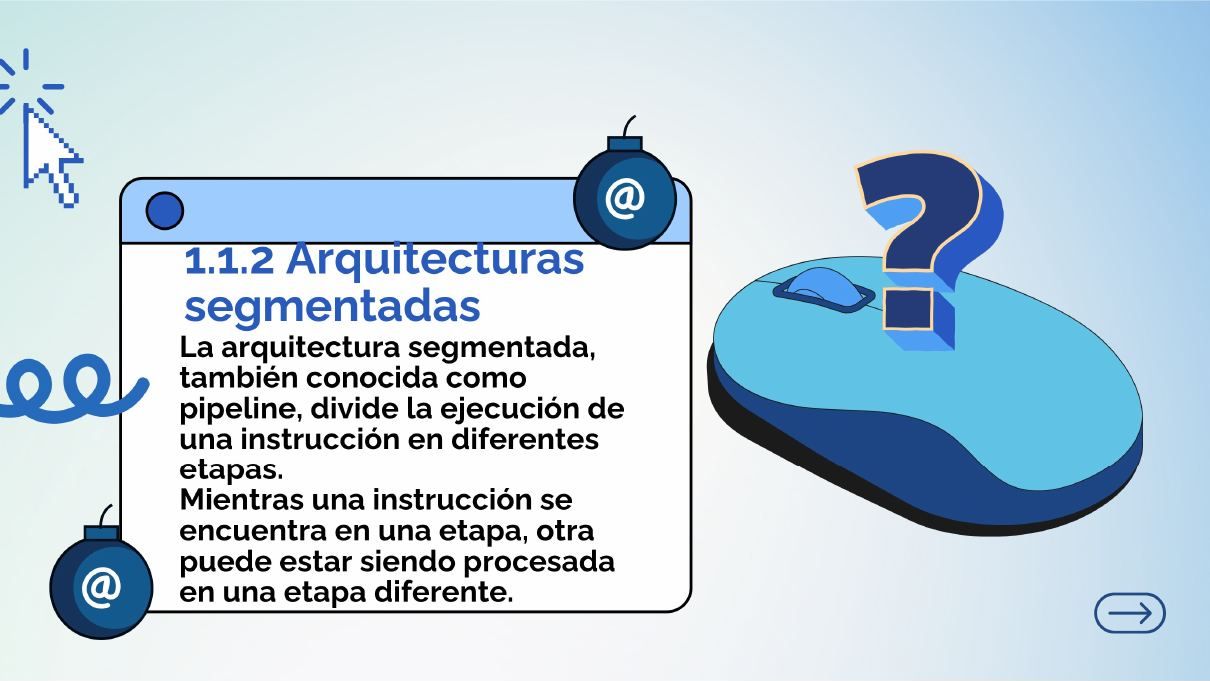 @
1.1.2 Arquitecturas
segmentadas
La arquitectura segmentada,
también conocida como
pipeline, divide la ejecución de
una instrucción en diferentes
etapas.
Mientras una instrucción se
encuentra en una etapa, otra
puede estar siendo procesada
en una etapa diferente.
@
?